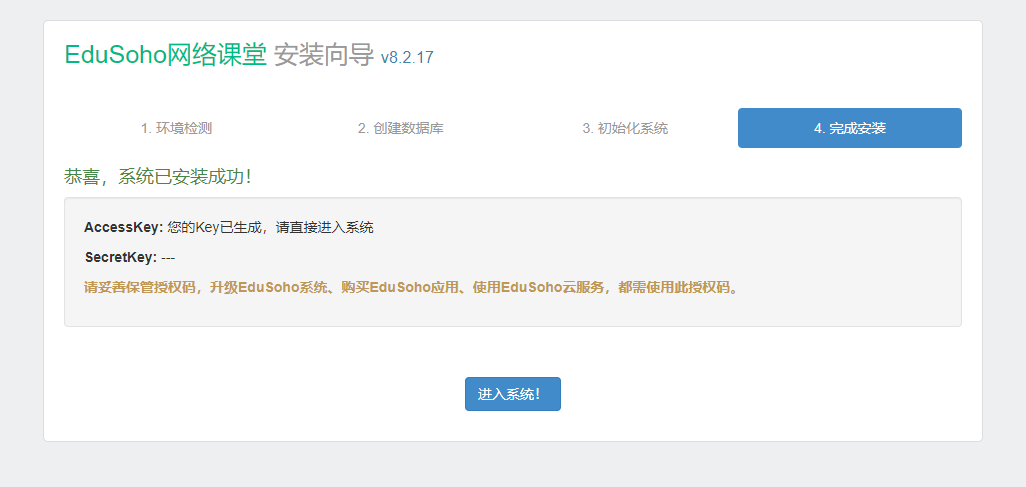 EduSoho网络课堂 安装向导 v8.2.17
1. 环境检测
2. 创建数据库
3. 初始化系统
4. 完成安装
恭喜，系统已安装成功！
AccessKey: 您的Key已生成，请直接进入系统
SecretKey: ---
请妥善保管授权码，升级EduSoho系统、购买EduSoho应用、使用EduSoho云服务，都需使用此授权码。
进入系统！